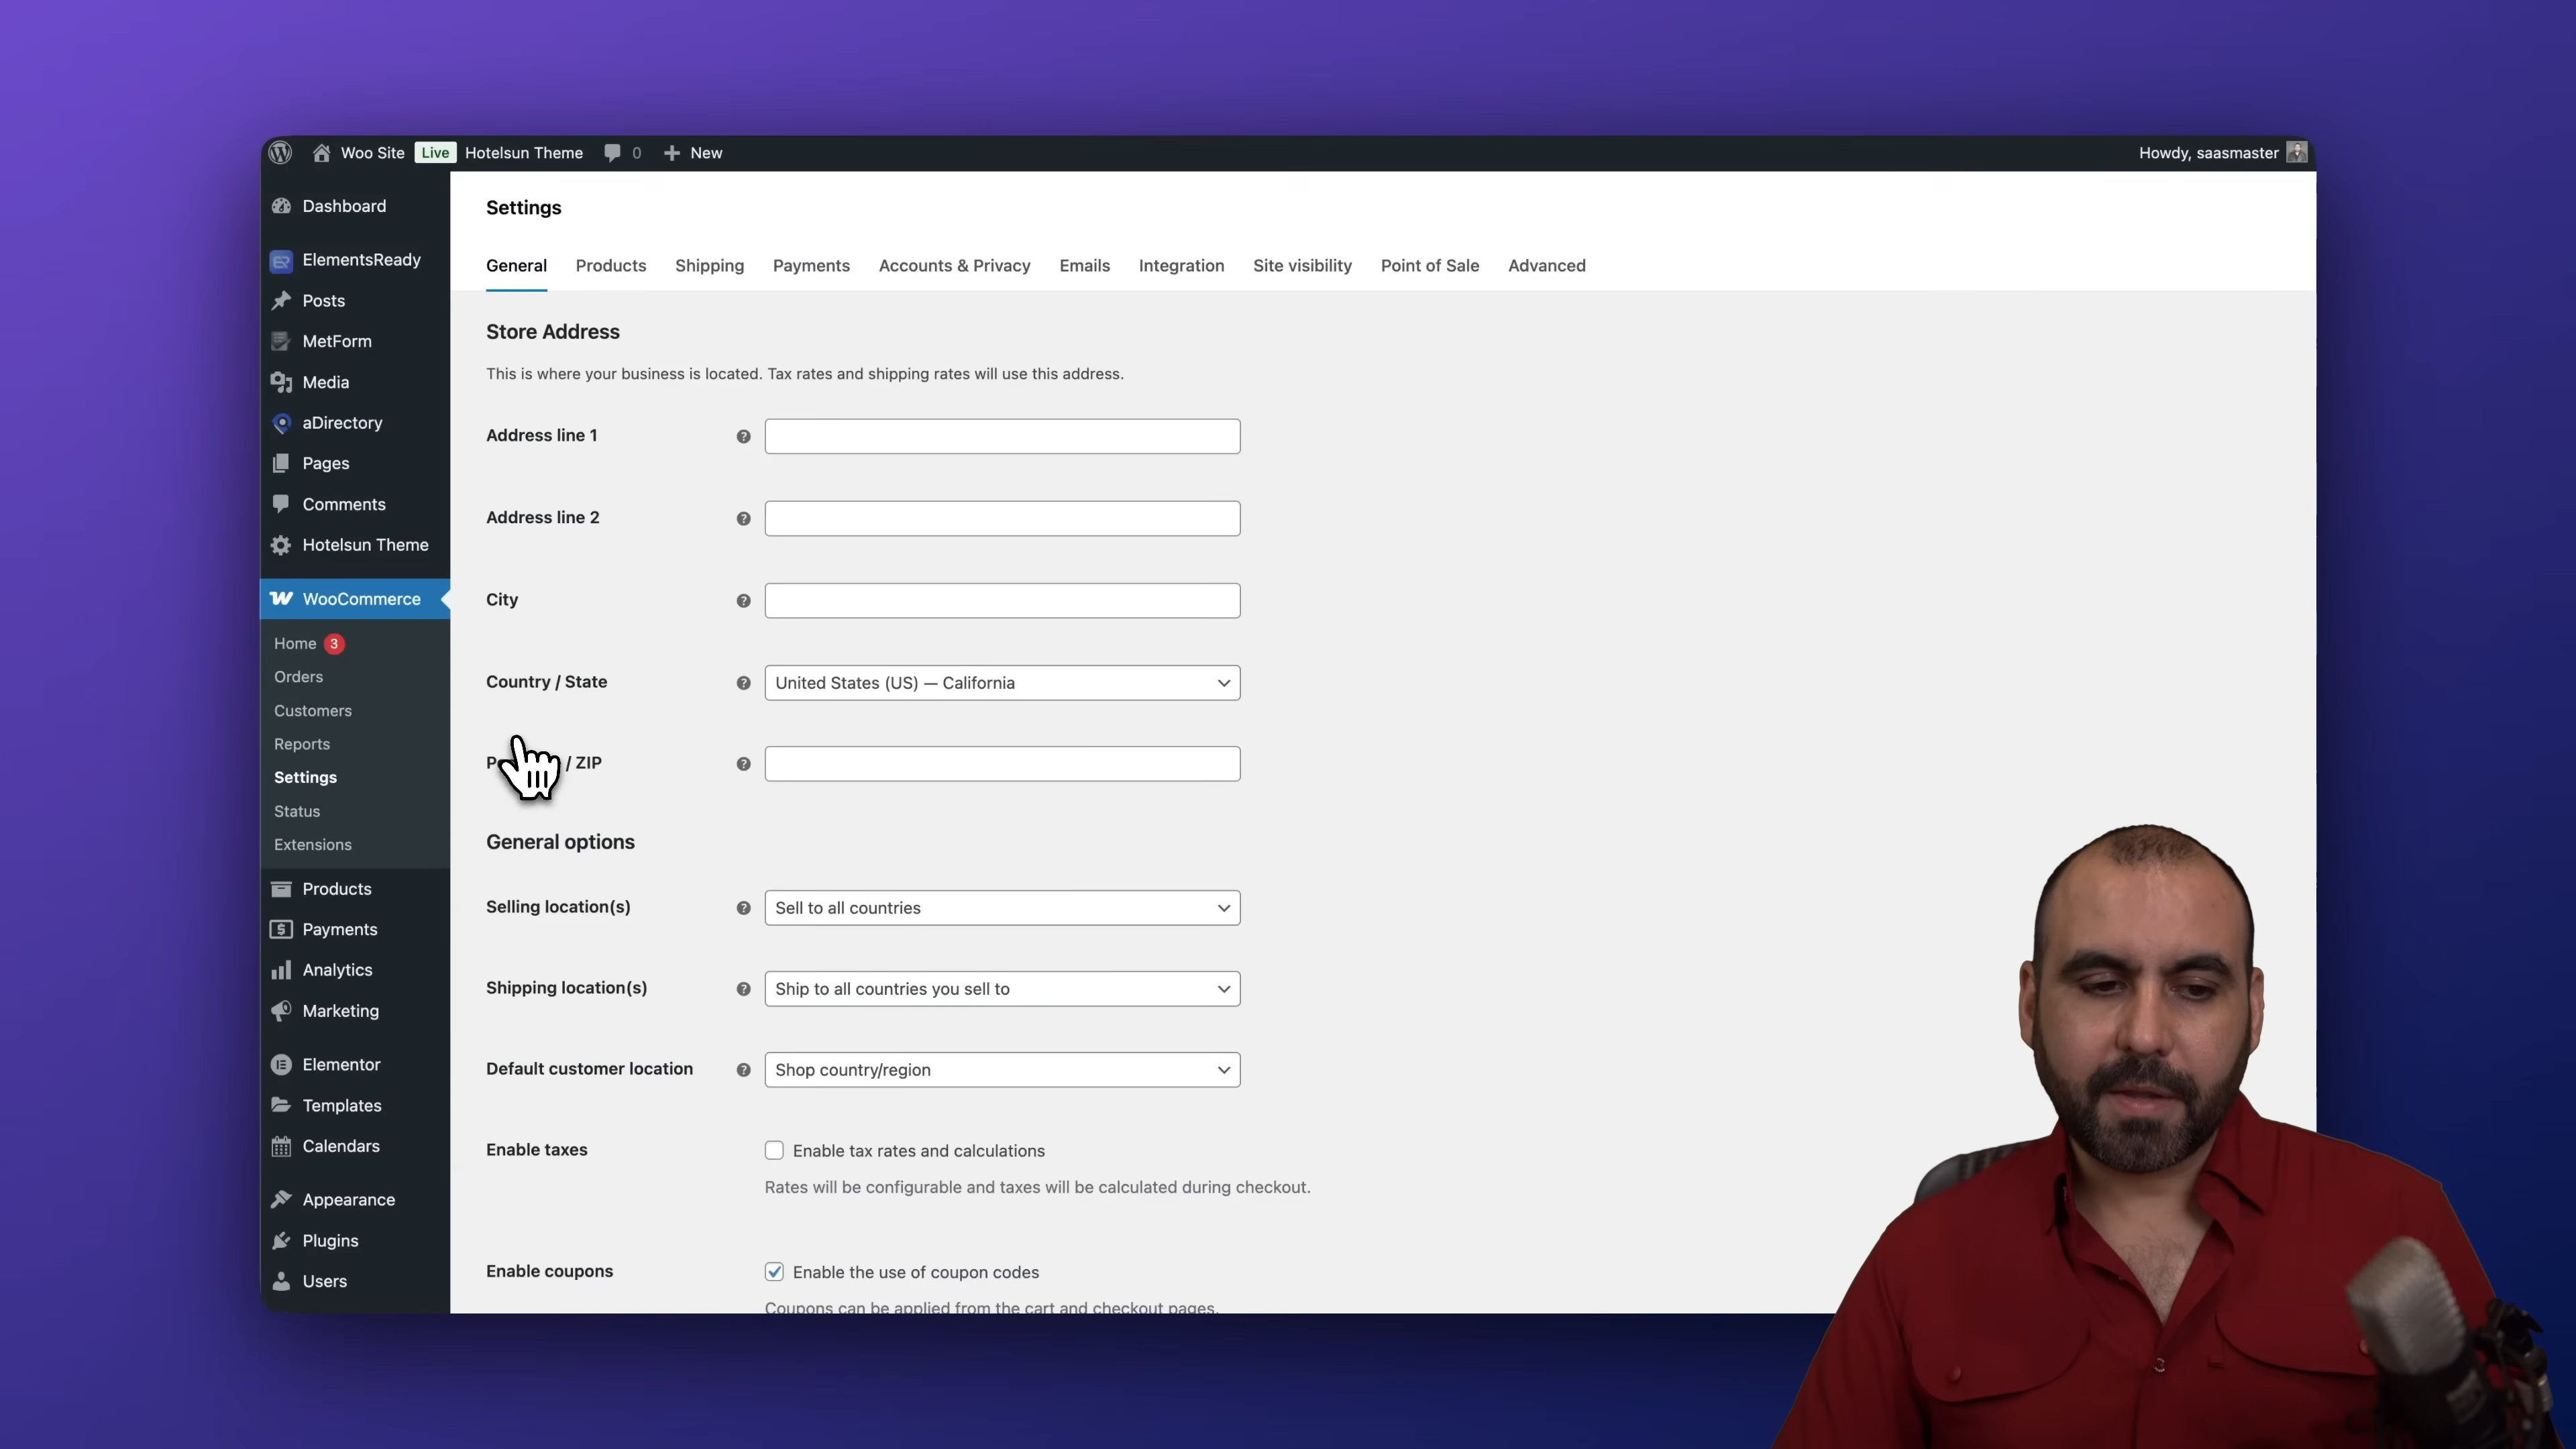 Woo Site Live Hotelsun Theme 0 New Howdy, saasmaster
Dashboard
ElementsReady
Posts
MetForm
Media
aDirectory
Pages
Comments
Hotelsun Theme
WooCommerce
Home 3
Orders
Customers
Reports
Settings
Status
Extensions
Products
Payments
Analytics
Marketing
Elementor
Templates
Calendars
Appearance
Plugins
Users
Settings
General Products Shipping Payments Accounts & Privacy Emails Integration Site visibility Point of Sale Advanced
Store Address
This is where your business is located. Tax rates and shipping rates will use this address.
Address line 1
Address line 2
City
Country / State United States (US) — California
/ ZIP
General options
Selling location(s) Sell to all countries
Shipping location(s) Ship to all countries you sell to
Default customer location Shop country/region
Enable taxes Enable tax rates and calculations
Rates will be configurable and taxes will be calculated during checkout.
Enable coupons Enable the use of coupon codes
Coupons can be applied from the cart and checkout pages.